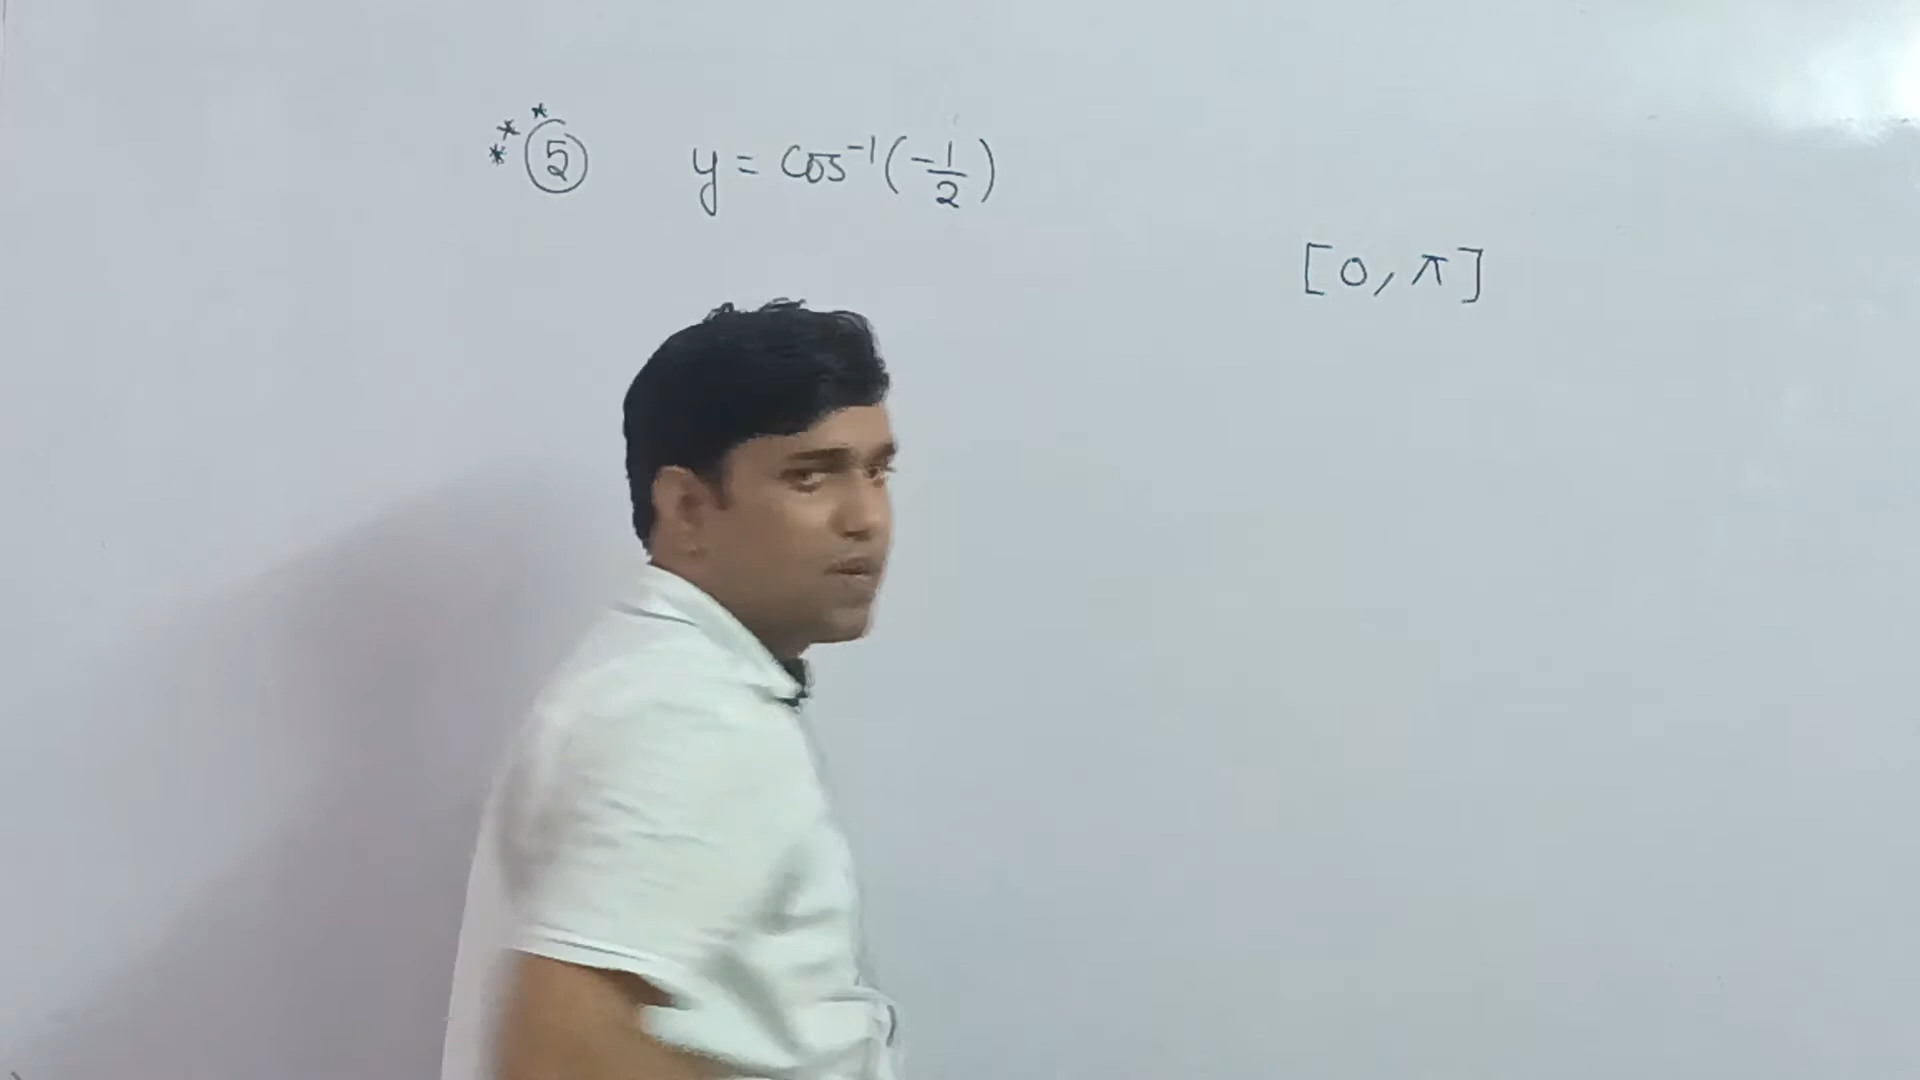 *** ⑤ y = cos⁻¹(-1/2)
[0, π]